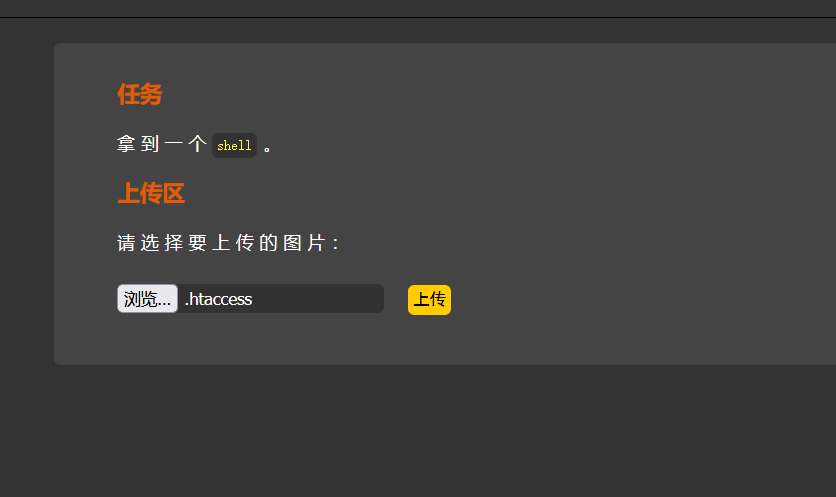 任务
拿到一个 shell 。
上传区
请选择要上传的图片：
浏览... .htaccess 上传